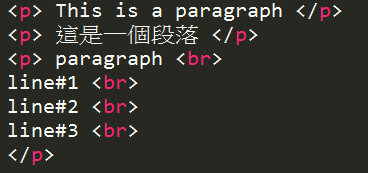 <p> This is a paragraph </p>
<p> 這是一個段落 </p>
<p> paragraph <br>
line#1 <br>
line#2 <br>
line#3 <br>
</p>